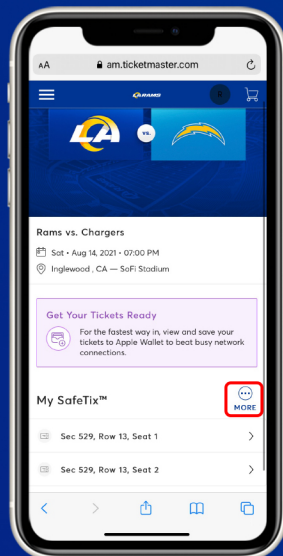 AA am.ticketmaster.com
RAMS
LA VS.
Rams vs. Chargers
Sat • Aug 14, 2021 • 07:00 PM
Inglewood , CA — SoFi Stadium
Get Your Tickets Ready
For the fastest way in, view and save your
tickets to Apple Wallet to beat busy network
connections.
My SafeTix™
MORE
Sec 529, Row 13, Seat 1
Sec 529, Row 13, Seat 2